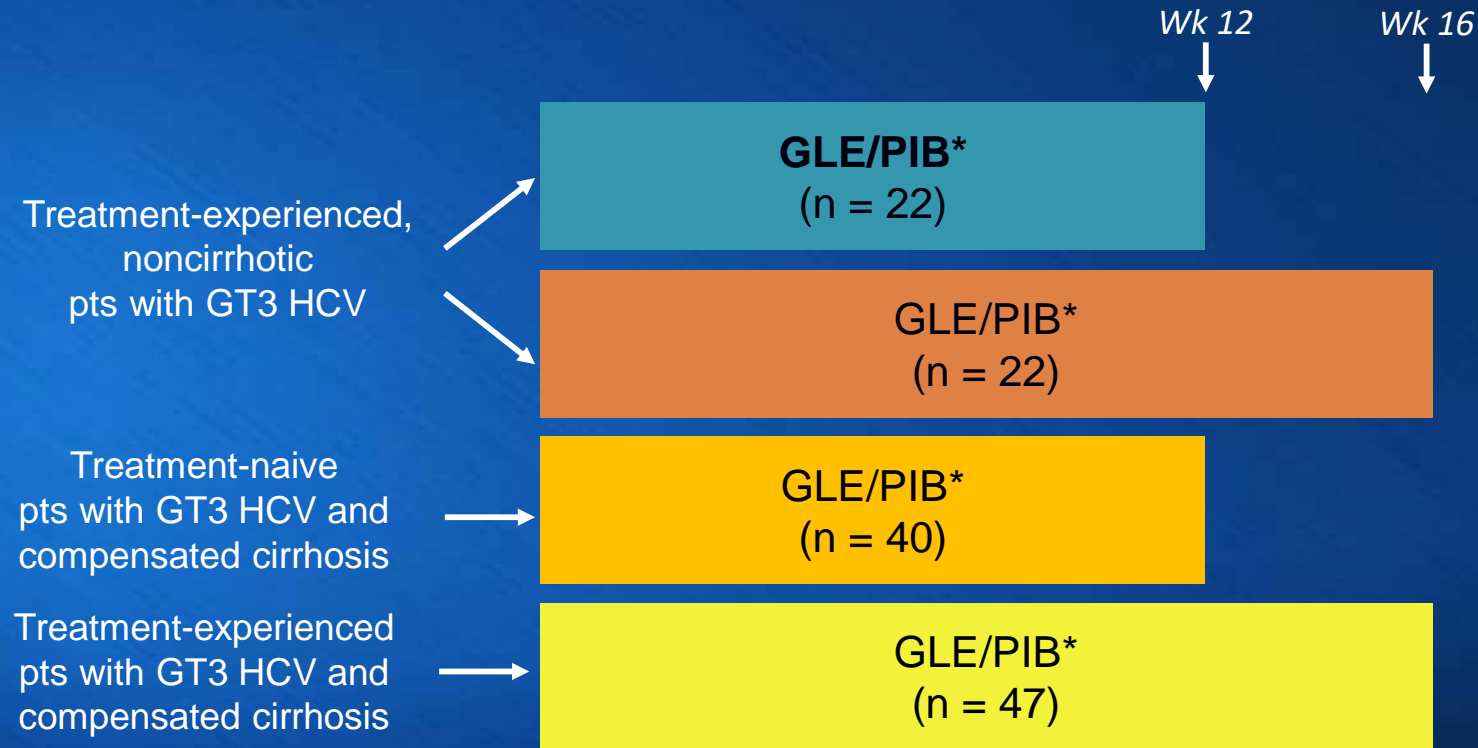 Wk 12
Wk 16
Treatment-experienced,
noncirrhotic
pts with GT3 HCV
GLE/PIB*
(n = 22)
GLE/PIB*
(n = 22)
Treatment-naive
pts with GT3 HCV and
compensated cirrhosis
GLE/PIB*
(n = 40)
Treatment-experienced
pts with GT3 HCV and
compensated cirrhosis
GLE/PIB*
(n = 47)